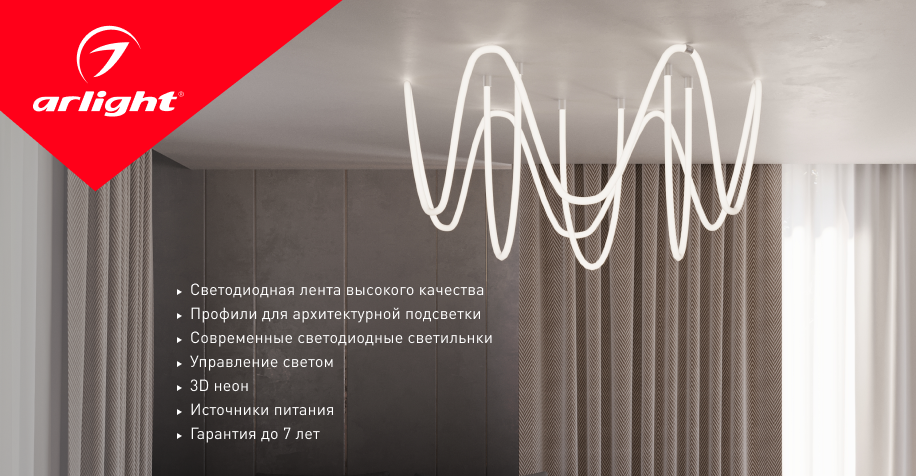 arlight®
Светодиодная лента высокого качества
Профили для архитектурной подсветки
Современные светодиодные светильнки
Управление светом
3D неон
Источники питания
Гарантия до 7 лет